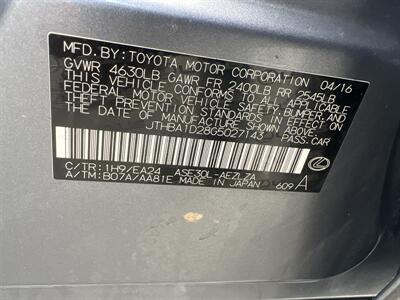 MFD.BY:TOYOTA MOTOR CORPORATION 04/16
GVWR 4630LB GAWR FR 2400LB RR 2545LB
THIS VEHICLE CONFORMS TO ALL APPLICABLE
FEDERAL MOTOR VEHICLE SAFETY, BUMPER, AND
THEFT PREVENTION STANDARDS IN EFFECT ON
THE DATE OF MANUFACTURE SHOWN ABOVE.
JTHBA1D28G5027143 PASS.CAR
C/TR:1H9/EA24 ASE30L-AEZLZA
A/TM:B07A/AA81E MADE IN JAPAN 609 A